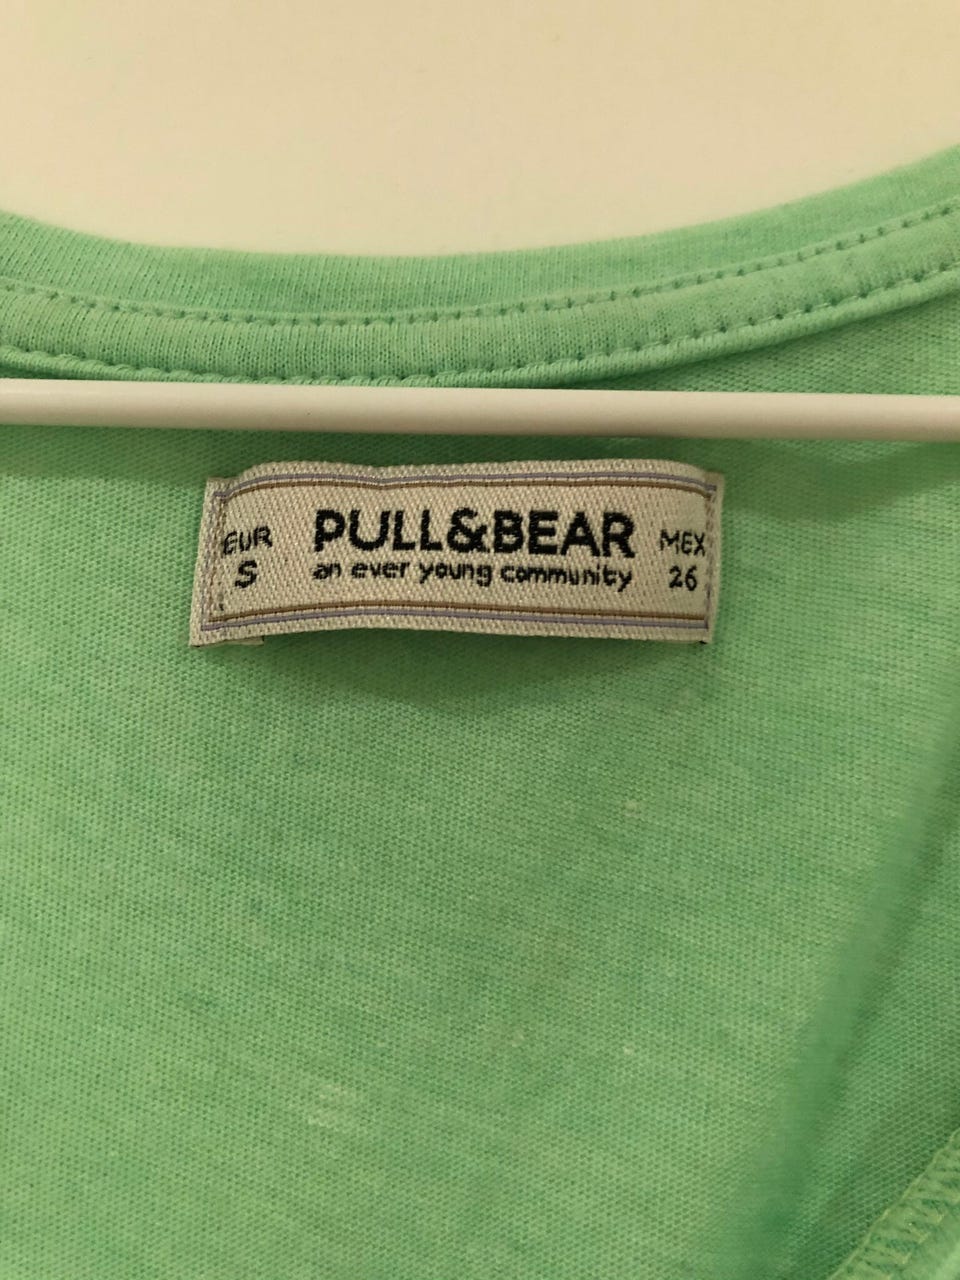 EUR
S
PULL&BEAR
an ever young community
MEX
26